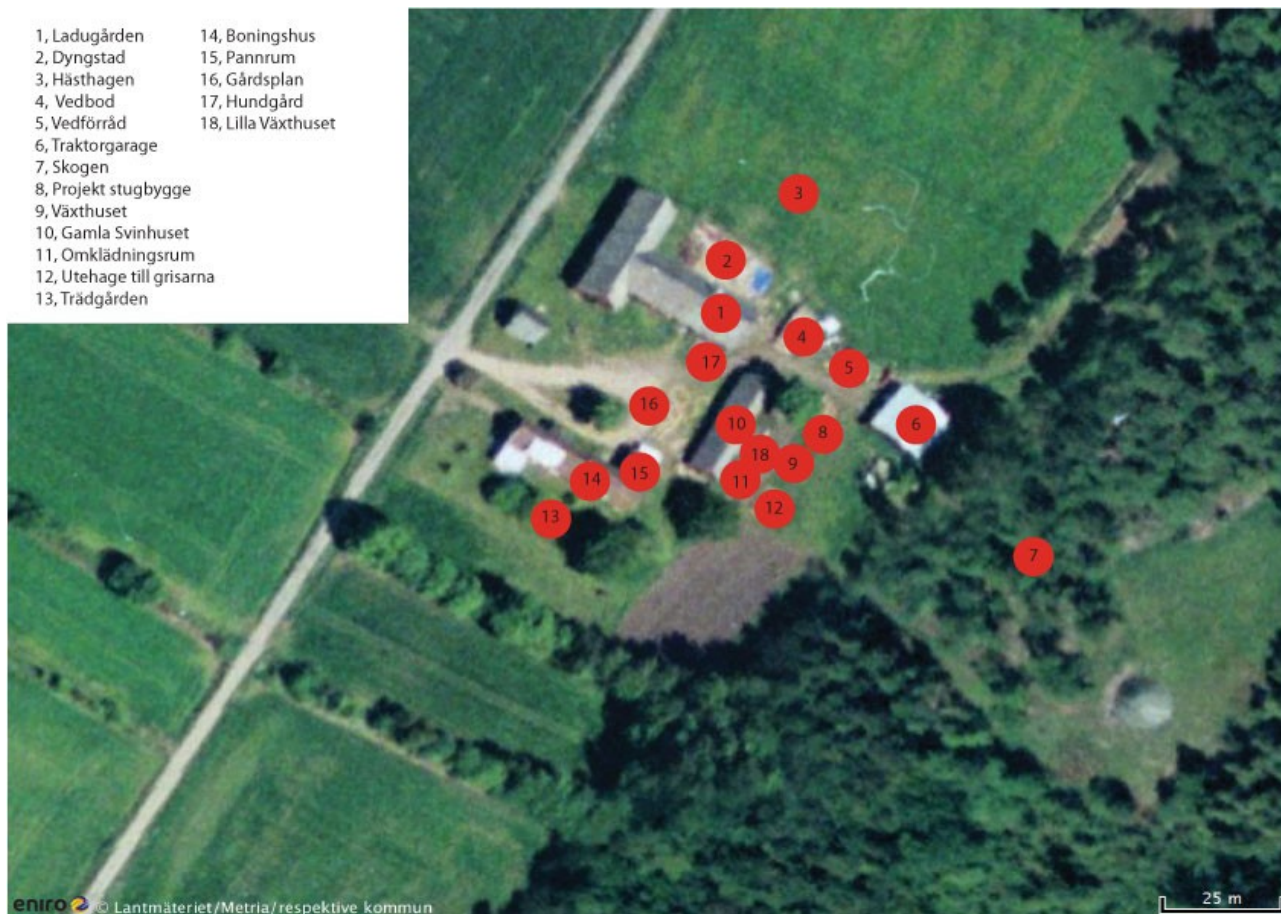 1, Ladugården
2, Dyngstad
3, Hästhagen
4, Vedbod
5, Vedförråd
6, Traktorgarage
7, Skogen
8, Projekt stugbygge
9, Växthuset
10, Gamla Svinhuset
11, Omklädningsrum
12, Utehage till grisarna
13, Trädgården
14, Boningshus
15, Pannrum
16, Gårdsplan
17, Hundgård
18, Lilla Växthuset
3
2
1
4
17
5
16
10
6
8
18
9
15
14
11
12
13
7
eniro © Lantmäteriet/Metria/respektive kommun
25 m